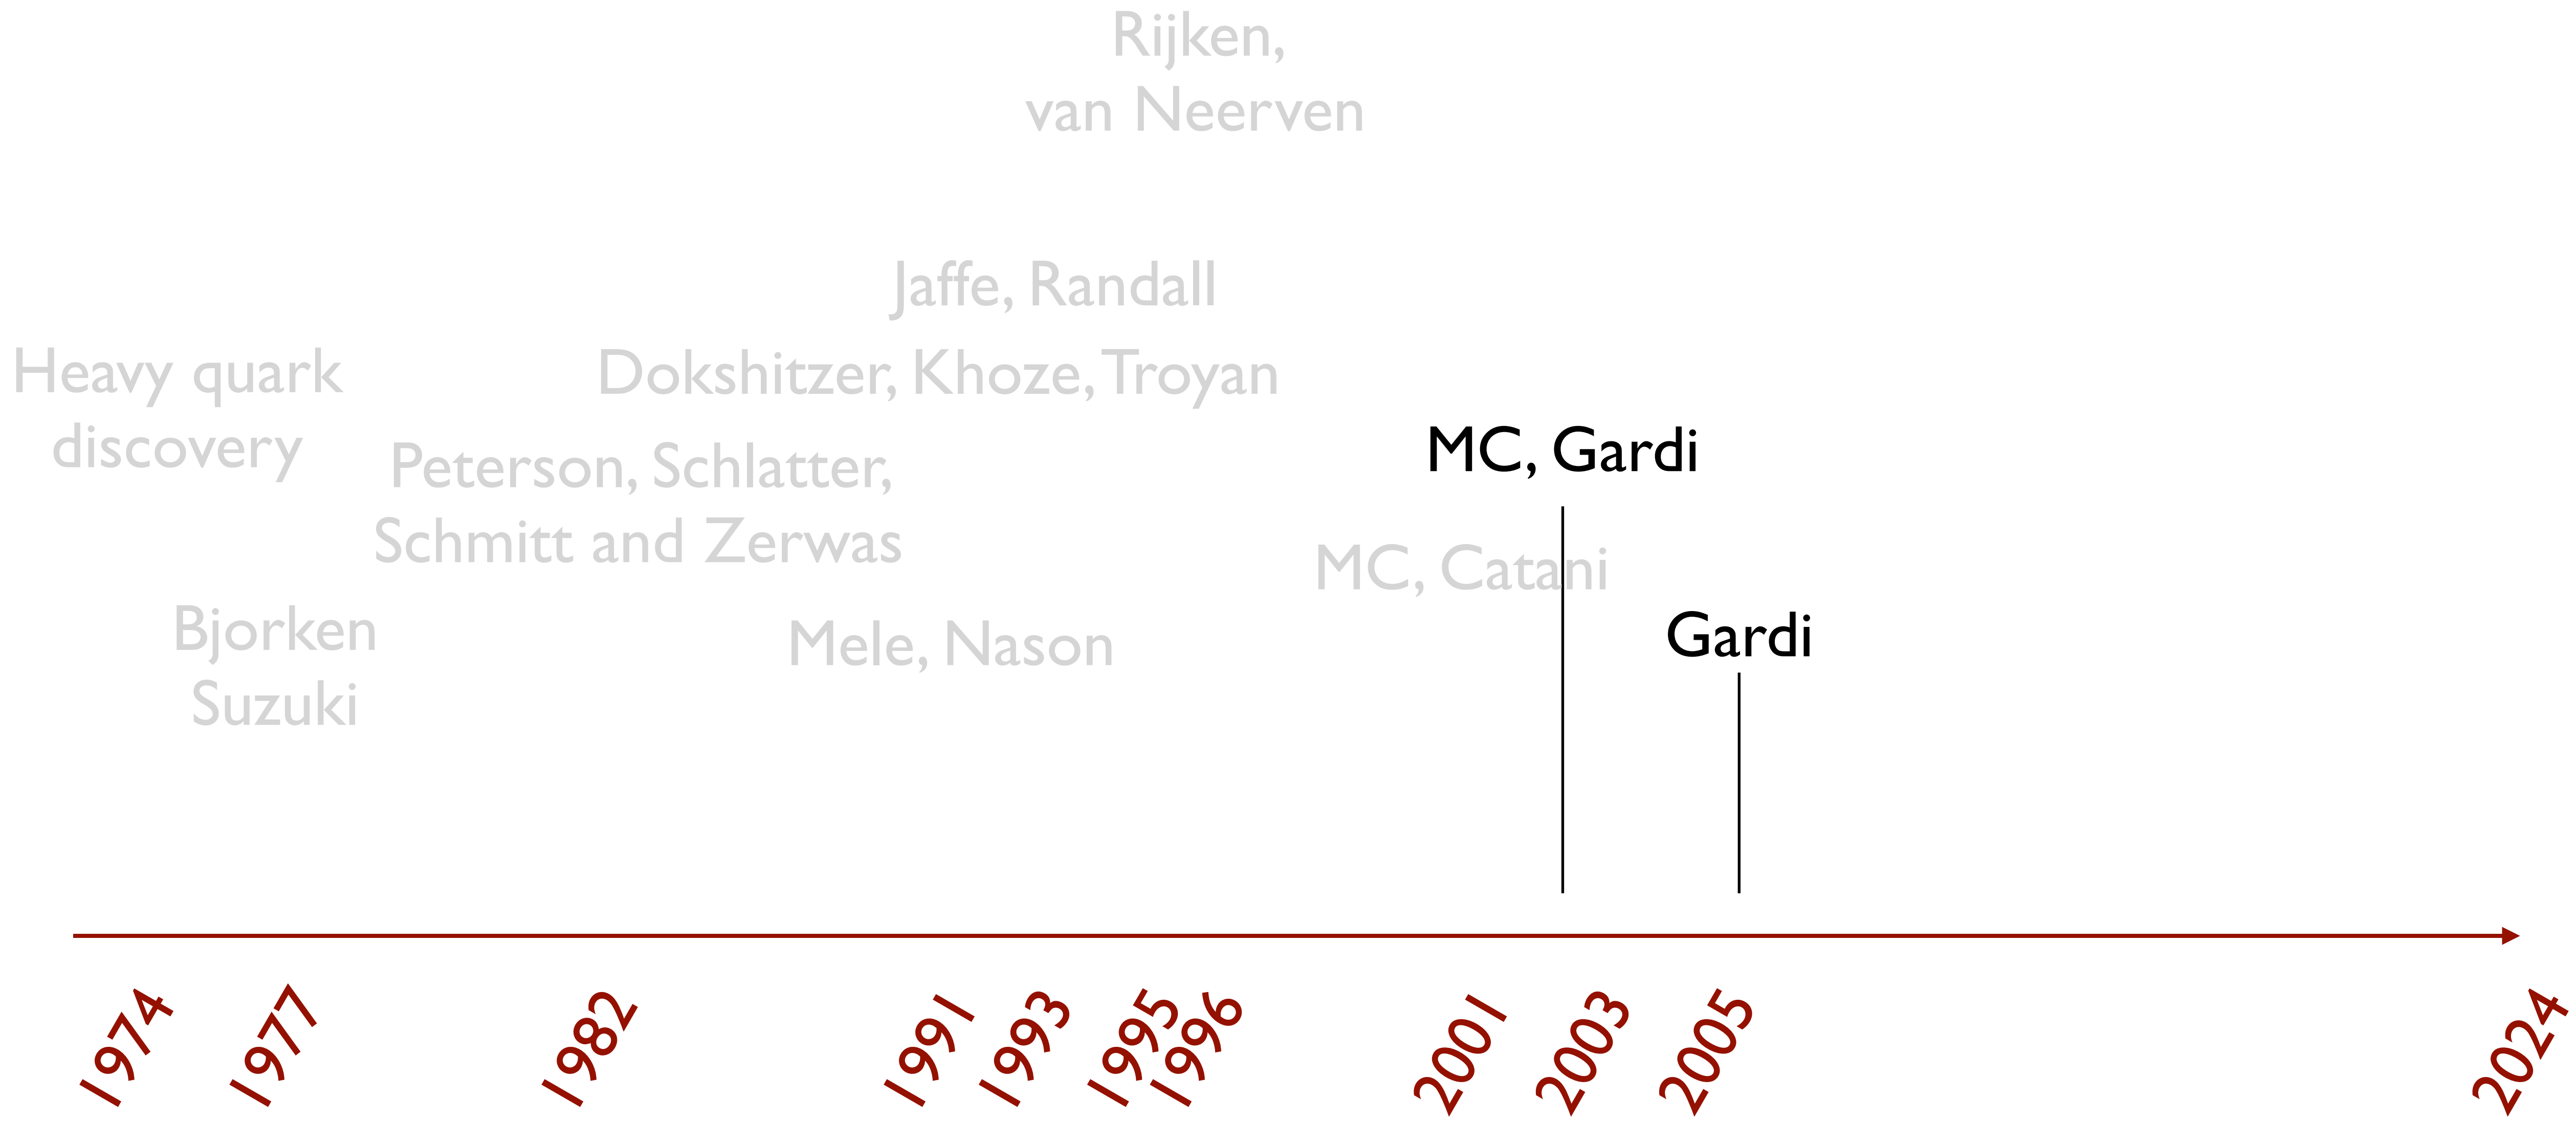 Rijken,
van Neerven
Jaffe, Randall
Heavy quark
discovery
Dokshitzer, Khoze, Troyan
Peterson, Schlatter,
Schmitt and Zerwas
MC, Gardi
MC, Catani
Bjorken
Suzuki
Mele, Nason
Gardi
1974
1977
1982
1991
1993
1995
1996
2001
2003
2005
2024